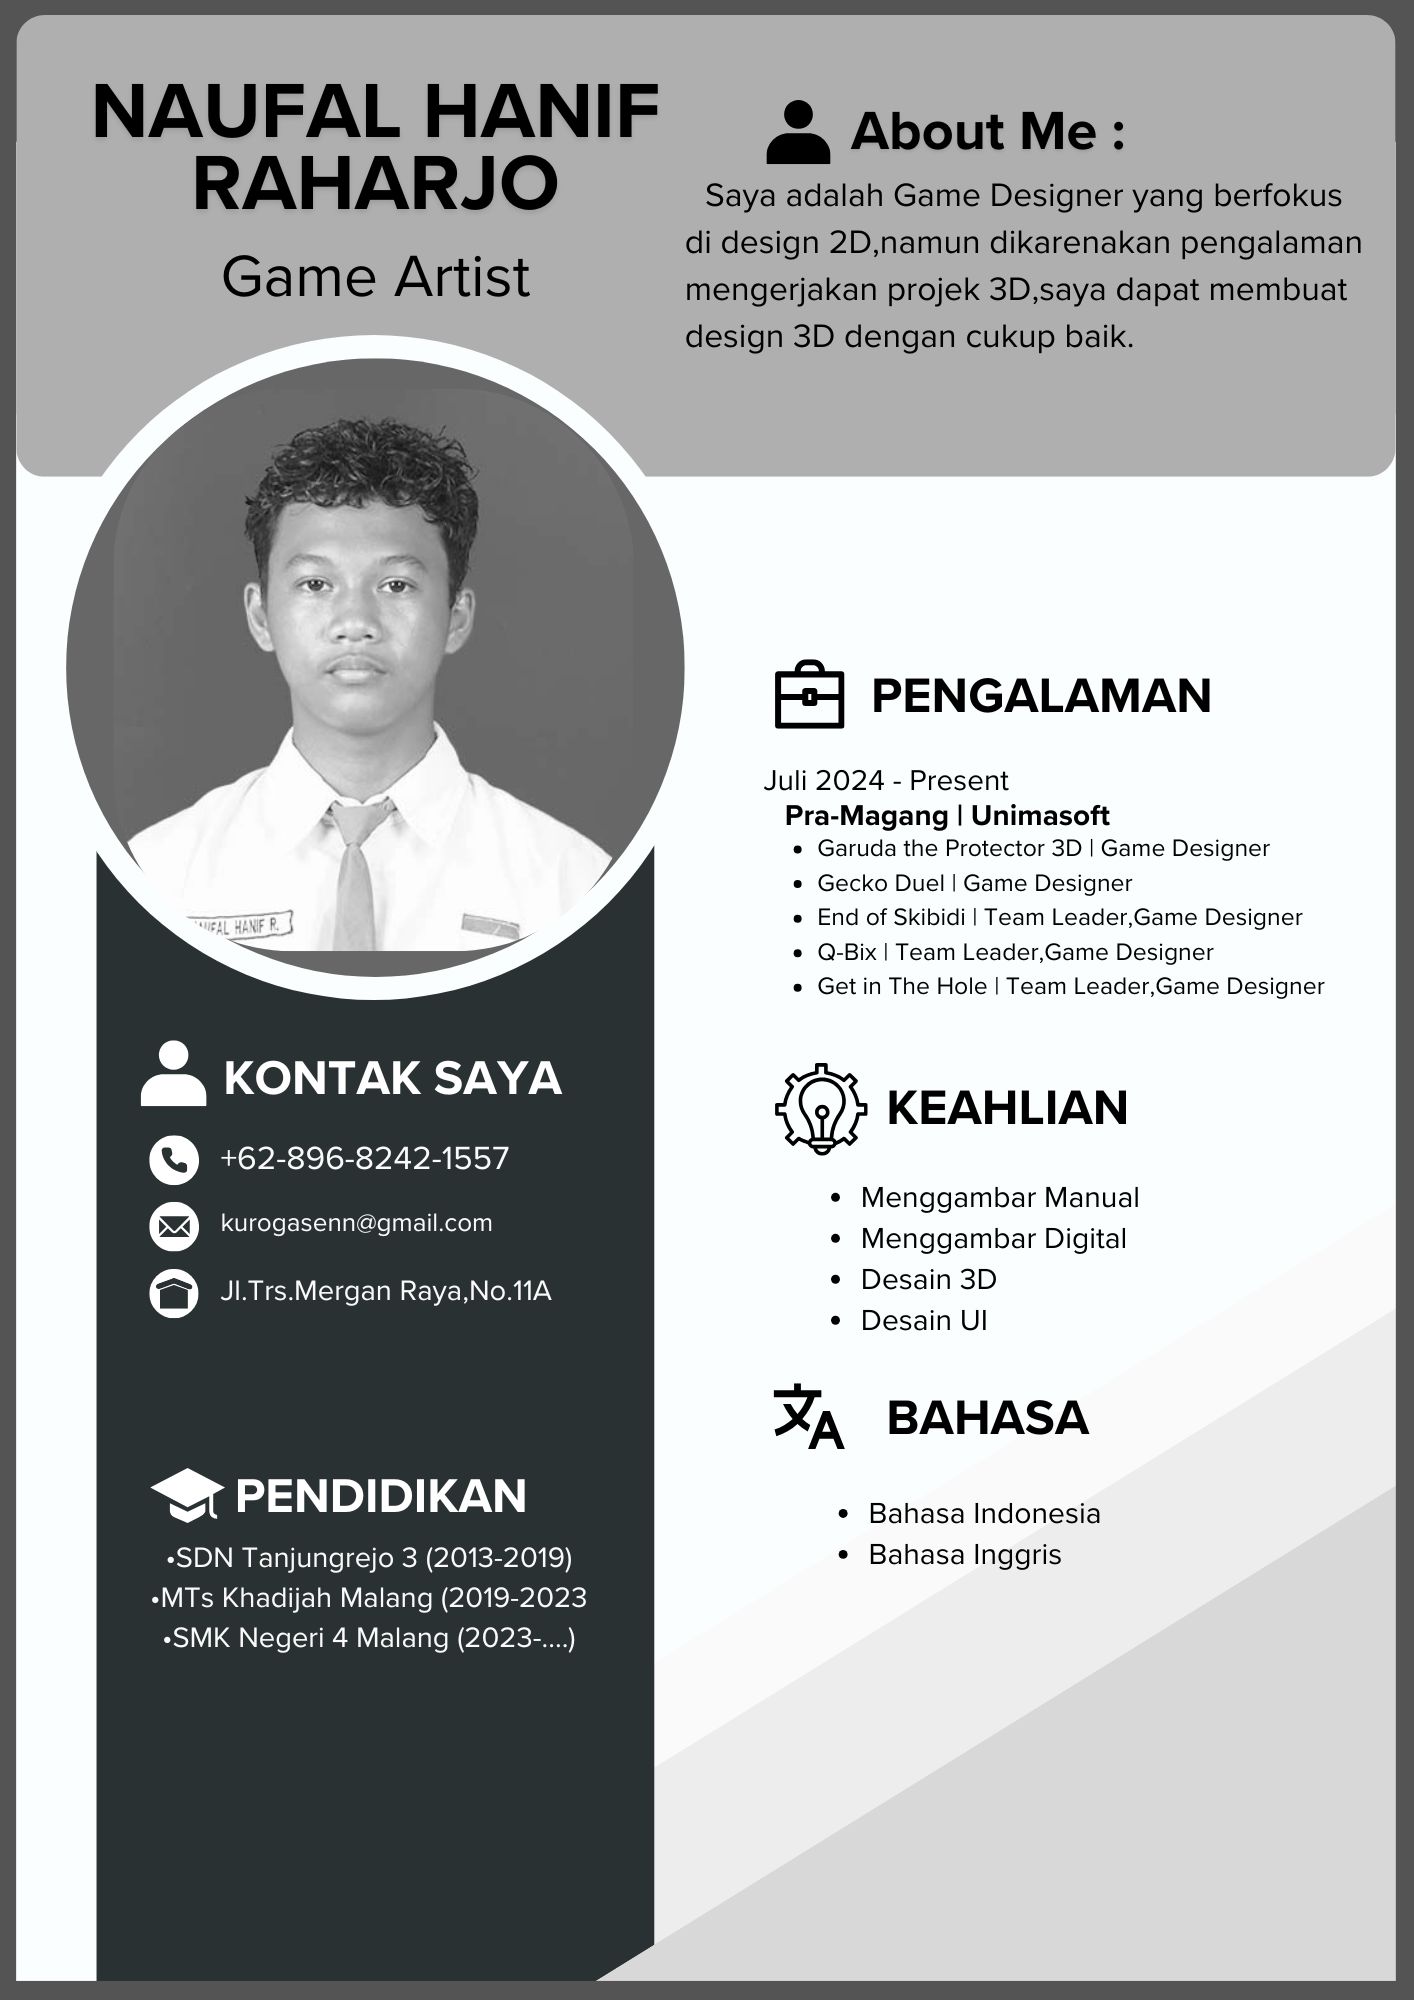 NAUFAL HANIF
RAHARJO
Game Artist
About Me :
Saya adalah Game Designer yang berfokus
di design 2D,namun dikarenakan pengalaman
mengerjakan projek 3D,saya dapat membuat
design 3D dengan cukup baik.
HANIF R.
KONTAK SAYA
+62-896-8242-1557
kurogasenn@gmail.com
Jl.Trs.Mergan Raya,No.11A
PENDIDIKAN
•SDN Tanjungrejo 3 (2013-2019)
•MTs Khadijah Malang (2019-2023
•SMK Negeri 4 Malang (2023-....)
PENGALAMAN
Juli 2024 - Present
Pra-Magang | Unimasoft
• Garuda the Protector 3D | Game Designer
• Gecko Duel | Game Designer
• End of Skibidi | Team Leader,Game Designer
• Q-Bix | Team Leader,Game Designer
• Get in The Hole | Team Leader,Game Designer
KEAHLIAN
• Menggambar Manual
• Menggambar Digital
• Desain 3D
• Desain UI
BAHASA
• Bahasa Indonesia
• Bahasa Inggris